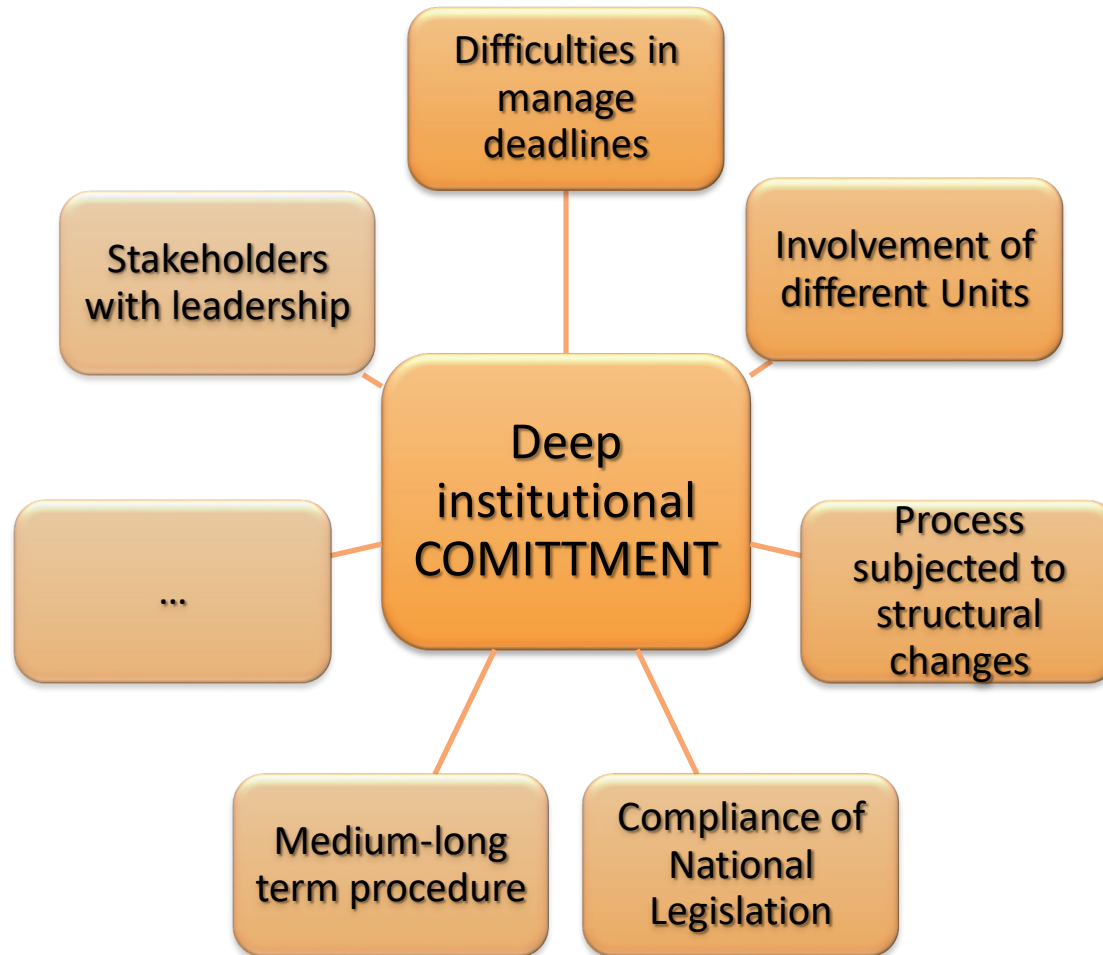 Difficulties in
manage
deadlines
Involvement of
different Units
Process
subjected to
structural
changes
Compliance of
National
Legislation
Medium-long
term procedure
...
Stakeholders
with leadership
Deep
institutional
COMITTMENT